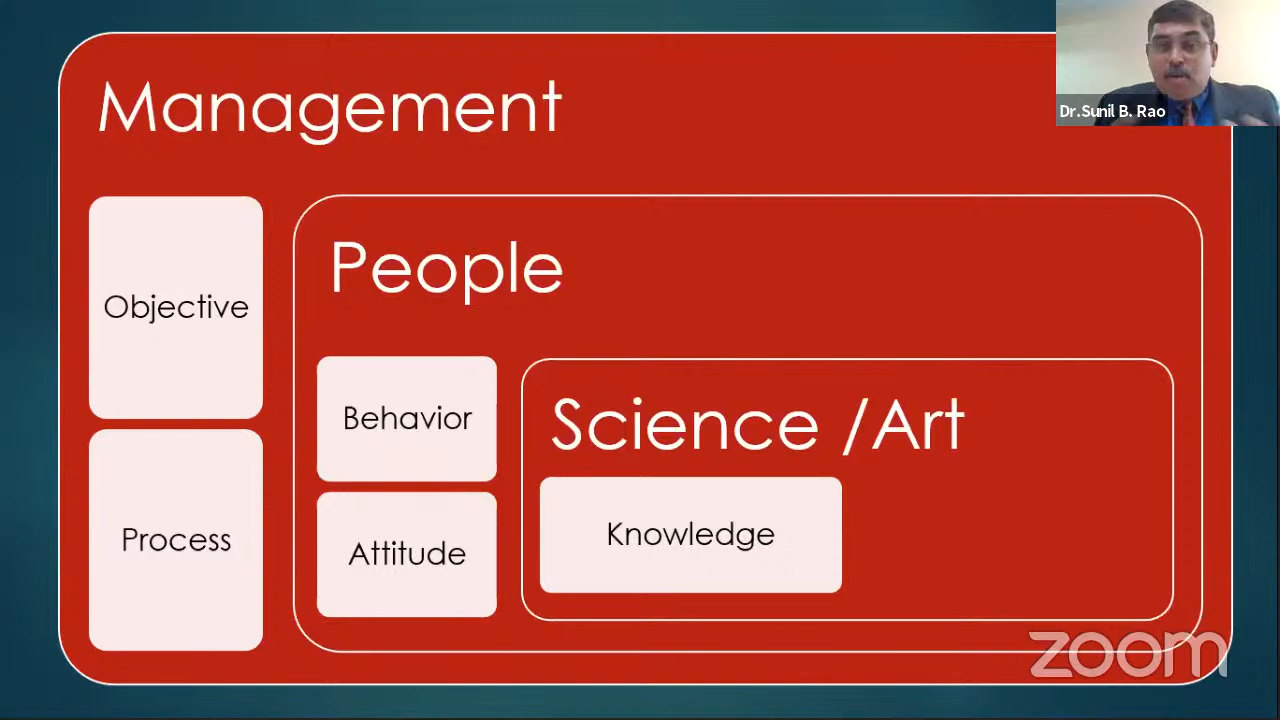 Management
Dr.Sunil B. Rao
Objective
Process
People
Behavior
Attitude
Science /Art
Knowledge
zoom